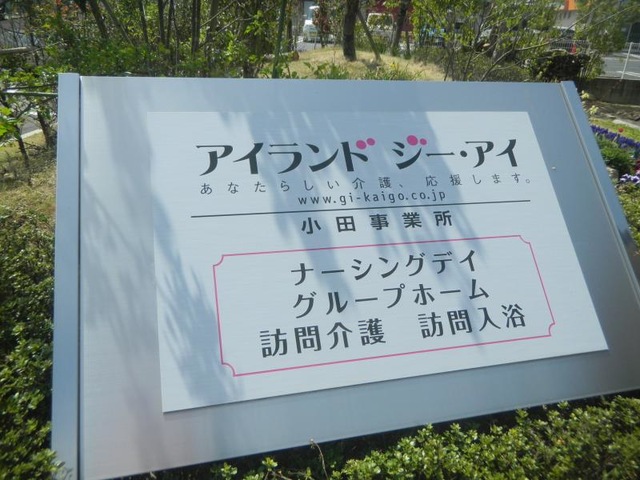 アイランド ジー・アイ
あなたらしい介護、応援します。
www.gi-kaigo.co.jp
小田事業所
ナーシングデイ
グループホーム
訪問介護　訪問入浴